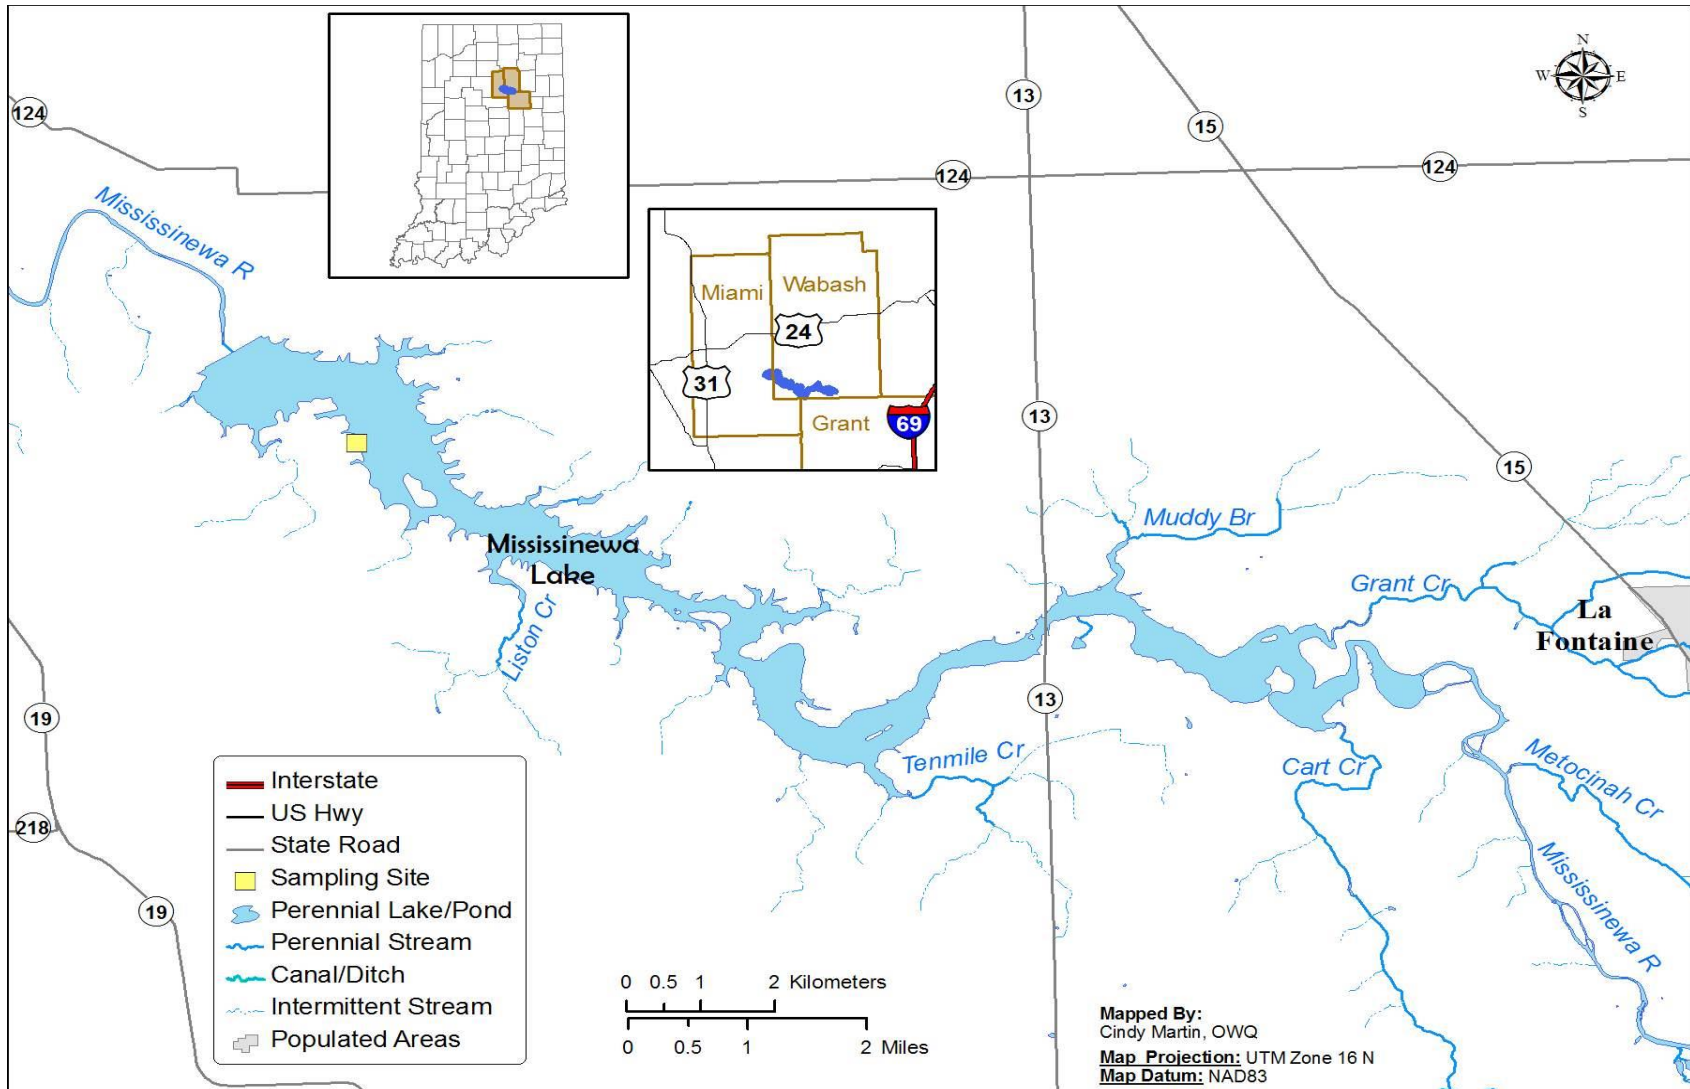 N
W E
S
124
13
15
124
124
Mississinewa R
Miami
Wabash
24
31
Grant
69
13
15
Muddy Br
Mississinewa
Lake
Grant Cr
La
Fontaine
Liston Cr
19
13
Tenmile Cr
Cart Cr
Metocinah Cr
218
19
Mississinewa R
Interstate
US Hwy
State Road
Sampling Site
Perennial Lake/Pond
Perennial Stream
Canal/Ditch
Intermittent Stream
Populated Areas
0 0.5 1 2 Kilometers
0 0.5 1 2 Miles
Mapped By:
Cindy Martin, OWQ
Map Projection: UTM Zone 16 N
Map Datum: NAD83